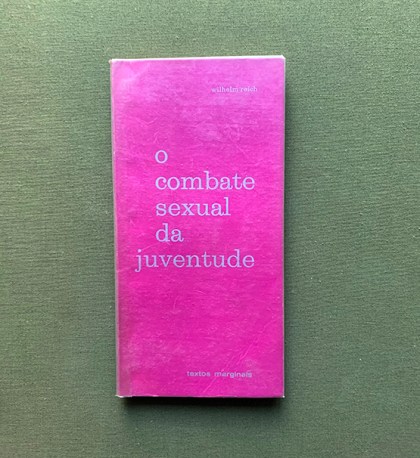 wilhelm reich
o
combate
sexual
da
juventude
textos marginais